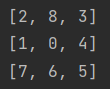 [2, 8, 3]
[1, 0, 4]
[7, 6, 5]